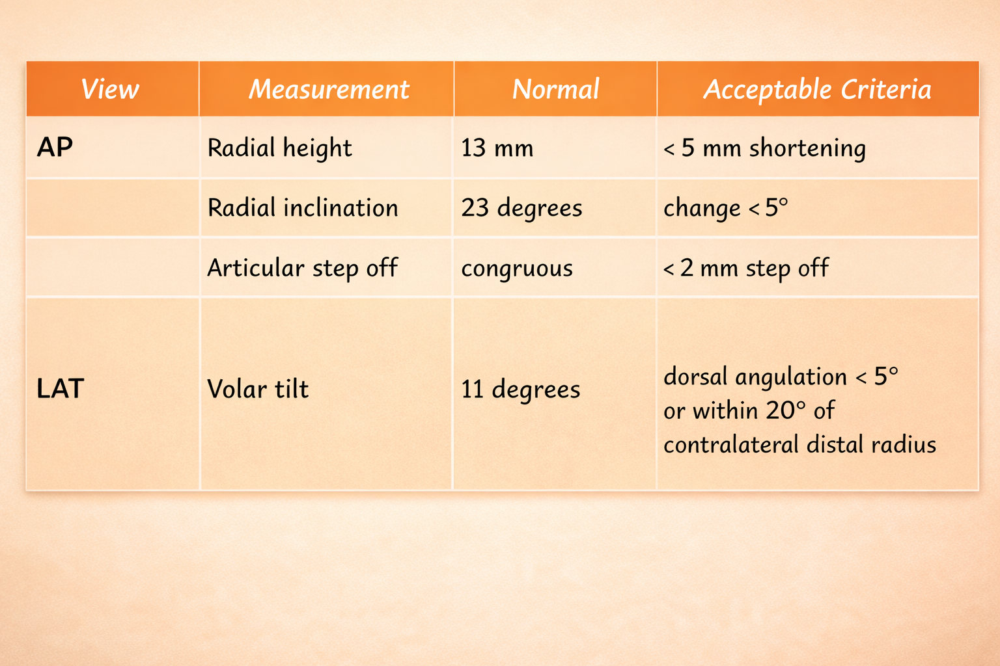 View Measurement Normal Acceptable Criteria
AP Radial height 13 mm < 5 mm shortening
Radial inclination 23 degrees change < 5°
Articular step off congruous < 2 mm step off
LAT Volar tilt 11 degrees dorsal angulation < 5°
or within 20° of
contralateral distal radius